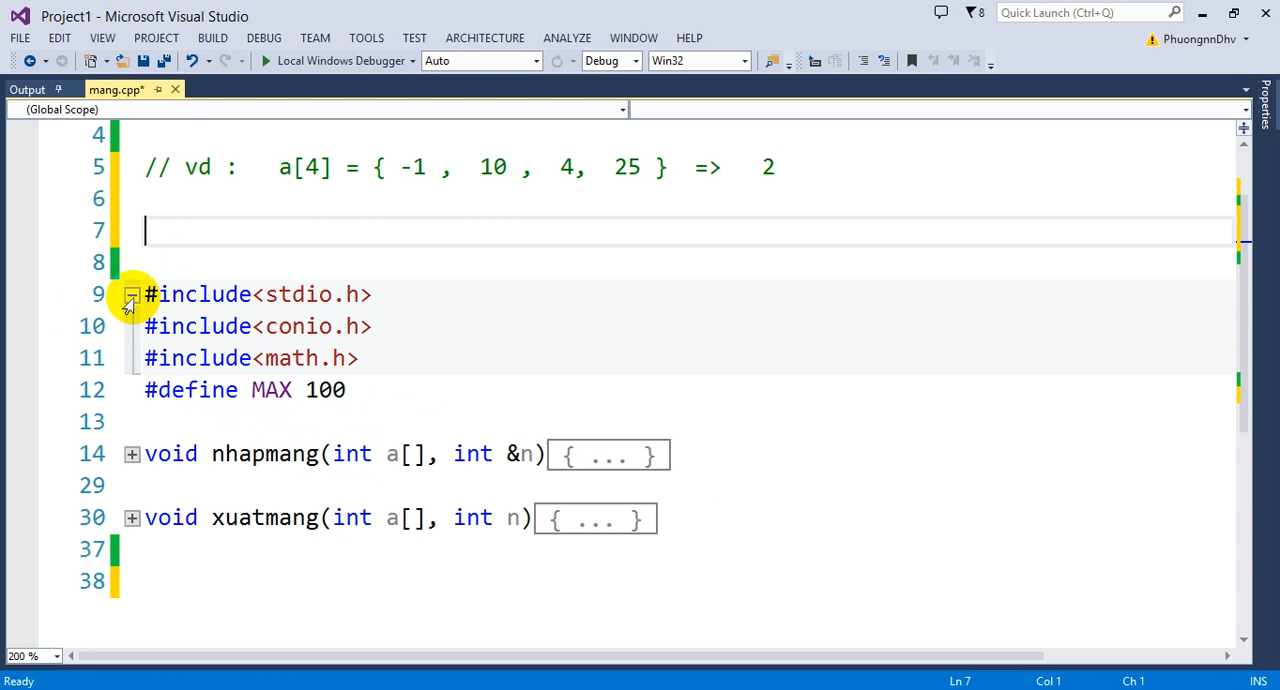 Project1 - Microsoft Visual Studio
8
Quick Launch (Ctrl+Q)
FILE EDIT VIEW PROJECT BUILD DEBUG TEAM TOOLS TEST ARCHITECTURE ANALYZE WINDOW HELP
PhuongnnDhv
Local Windows Debugger Auto Debug Win32
Output mang.cpp*
Properties
(Global Scope)
4
5 // vd : a[4] = { -1 , 10 , 4, 25 } => 2
6
7
8
9 #include<stdio.h>
10 #include<conio.h>
11 #include<math.h>
12 #define MAX 100
13
14 void nhapmang(int a[], int &n){ ... }
29
30 void xuatmang(int a[], int n){ ... }
37
38
200 %
Ready Ln 7 Col 1 Ch 1 INS